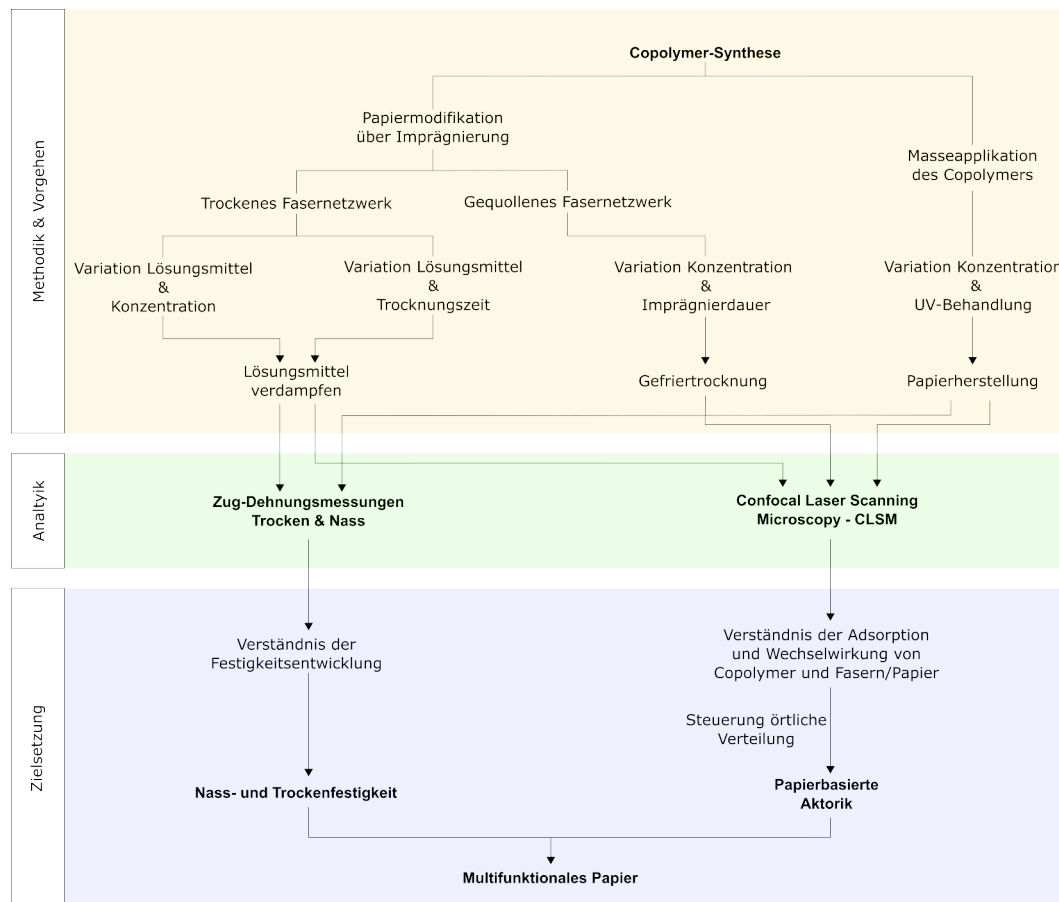 Methodik & Vorgehen
Copolymer-Synthese
Papiermodifikation
über Imprägnierung
Masseapplikation
des Copolymers
Trockenes Fasernetzwerk
Gequollenes Fasernetzwerk
Variation Lösungsmittel
&
Konzentration
Variation Lösungsmittel
&
Trocknungszeit
Variation Konzentration
&
Imprägnierdauer
Variation Konzentration
&
UV-Behandlung
Lösungsmittel
verdampfen
Gefriertrocknung
Papierherstellung
Analtyik
Zug-Dehnungsmessungen
Trocken & Nass
Confocal Laser Scanning
Microscopy - CLSM
Zielsetzung
Verständnis der
Festigkeitsentwicklung
Verständnis der Adsorption
und Wechselwirkung von
Copolymer und Fasern/Papier
Steuerung örtliche
Verteilung
Nass- und Trockenfestigkeit
Papierbasierte
Aktorik
Multifunktionales Papier